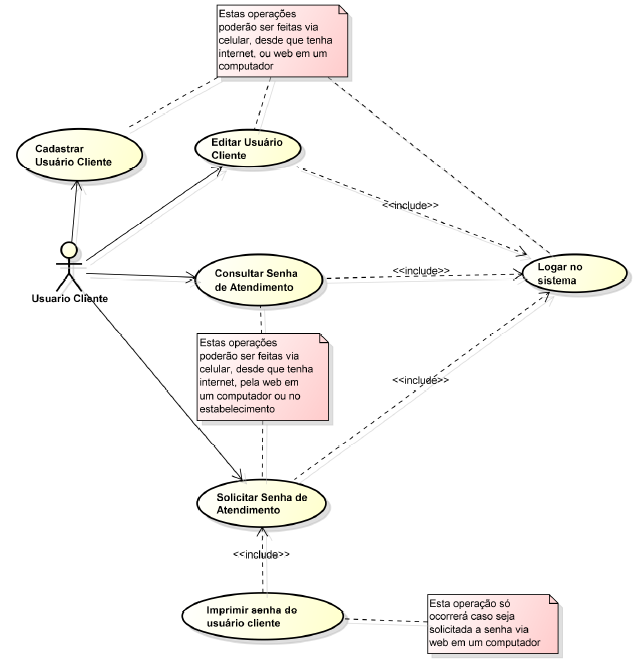 Estas operações
poderão ser feitas via
celular, desde que tenha
internet, ou web em um
computador
Cadastrar
Usuário Cliente
Editar Usuário
Cliente
<<include>>
Usuario Cliente
Consultar Senha
de Atendimento
<<include>>
Logar no
sistema
Estas operações
poderão ser feitas via
celular, desde que tenha
internet, pela web em
um computador ou no
estabelecimento
<<include>>
Solicitar Senha de
Atendimento
<<include>>
Imprimir senha do
usuário cliente
Esta operação só
ocorrerá caso seja
solicitada a senha via
web em um computador